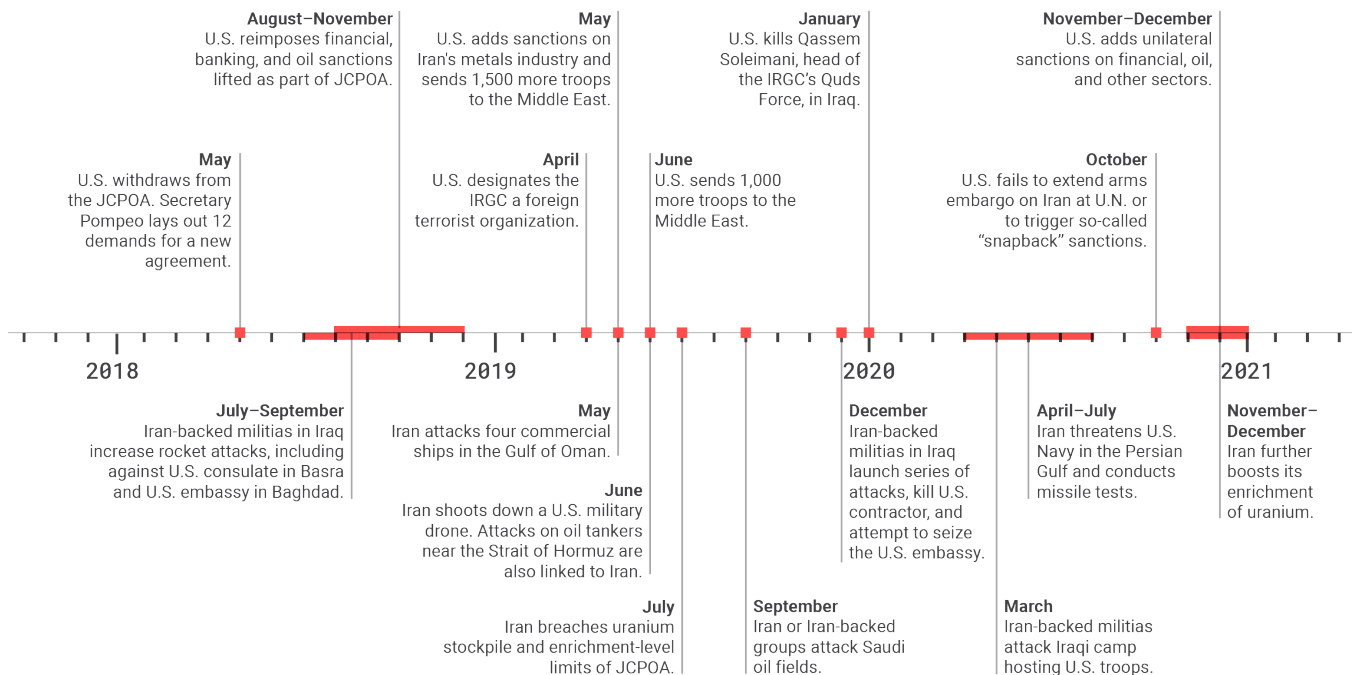 August–November
U.S. reimposes financial,
banking, and oil sanctions
lifted as part of JCPOA.
May
U.S. adds sanctions on
Iran's metals industry and
sends 1,500 more troops
to the Middle East.
January
U.S. kills Qassem
Soleimani, head of
the IRGC’s Quds
Force, in Iraq.
November–December
U.S. adds unilateral
sanctions on financial, oil,
and other sectors.
May
U.S. withdraws from
the JCPOA. Secretary
Pompeo lays out 12
demands for a new
agreement.
April
U.S. designates the
IRGC a foreign
terrorist organization.
June
U.S. sends 1,000
more troops to the
Middle East.
October
U.S. fails to extend arms
embargo on Iran at U.N. or
to trigger so-called
“snapback” sanctions.
2018
2019
2020
2021
July–September
Iran-backed militias in Iraq
increase rocket attacks, including
against U.S. consulate in Basra
and U.S. embassy in Baghdad.
May
Iran attacks four commercial
ships in the Gulf of Oman.
June
Iran shoots down a U.S. military
drone. Attacks on oil tankers
near the Strait of Hormuz are
also linked to Iran.
July
Iran breaches uranium
stockpile and enrichment-level
limits of JCPOA.
September
Iran or Iran-backed
groups attack Saudi
oil fields.
December
Iran-backed
militias in Iraq
launch series of
attacks, kill U.S.
contractor, and
attempt to seize
the U.S. embassy.
March
Iran-backed militias
attack Iraqi camp
hosting U.S. troops.
April–July
Iran threatens U.S.
Navy in the Persian
Gulf and conducts
missile tests.
November–
December
Iran further
boosts its
enrichment
of uranium.